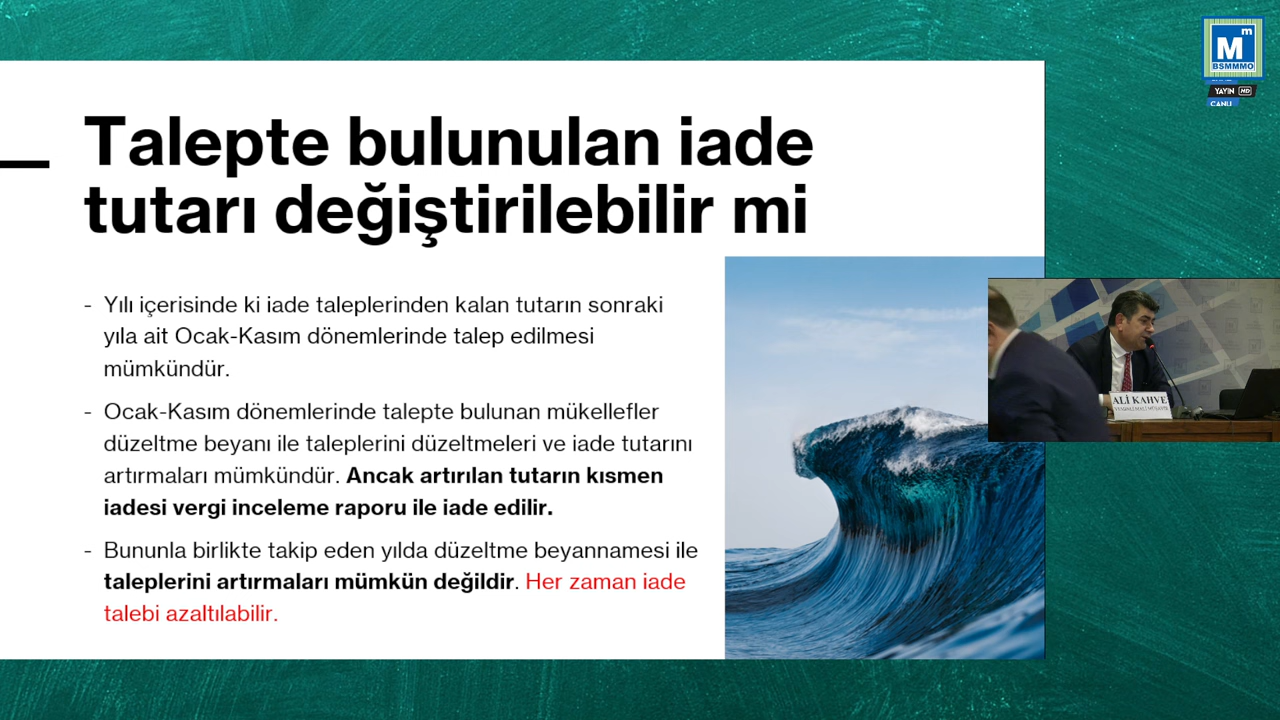 Talepte bulunulan iade
tutarı değiştirilebilir mi
- Yılı içerisinde ki iade taleplerinden kalan tutarın sonraki
yıla ait Ocak-Kasım dönemlerinde talep edilmesi
mümkündür.
- Ocak-Kasım dönemlerinde talepte bulunan mükellefler
düzeltme beyanı ile taleplerini düzeltmeleri ve iade tutarını
artırmaları mümkündür. Ancak artırılan tutarın kısmen
iadesi vergi inceleme raporu ile iade edilir.
- Bununla birlikte takip eden yılda düzeltme beyannamesi ile
taleplerini artırmaları mümkün değildir. Her zaman iade
talebi azaltılabilir.
M m
BSMMMO
YAYIN HD
CANLI
ALİ KAHVE